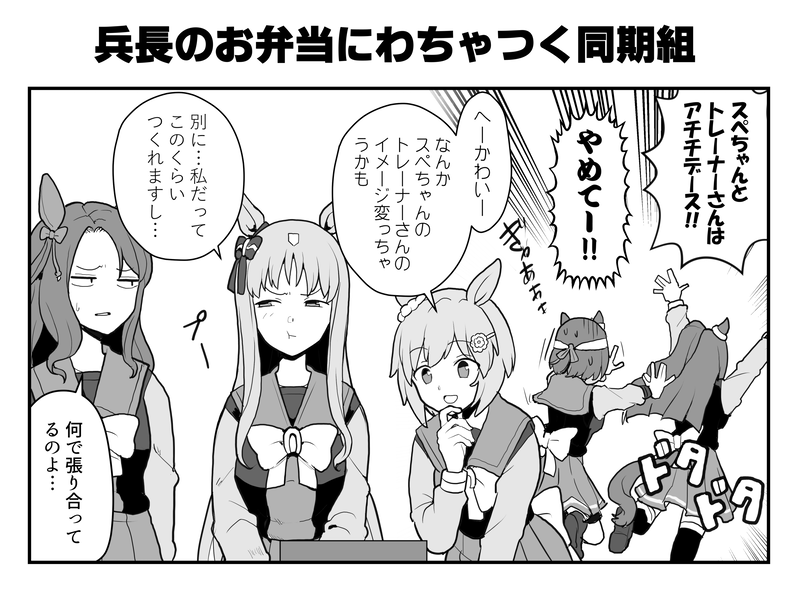 兵長のお弁当にわちゃつく同期組
スペちゃんと
トレーナーさんは
アチチデース!!
やめてー!!
ぎゅあちち
ドタ
ドタ
へーかわいー
なんか
スペちゃんの
トレーナーさんの
イメージ変っちゃ
うかも
別に…私だって
このくらい
つくれますし…
プー
何で張り合って
るのよ…